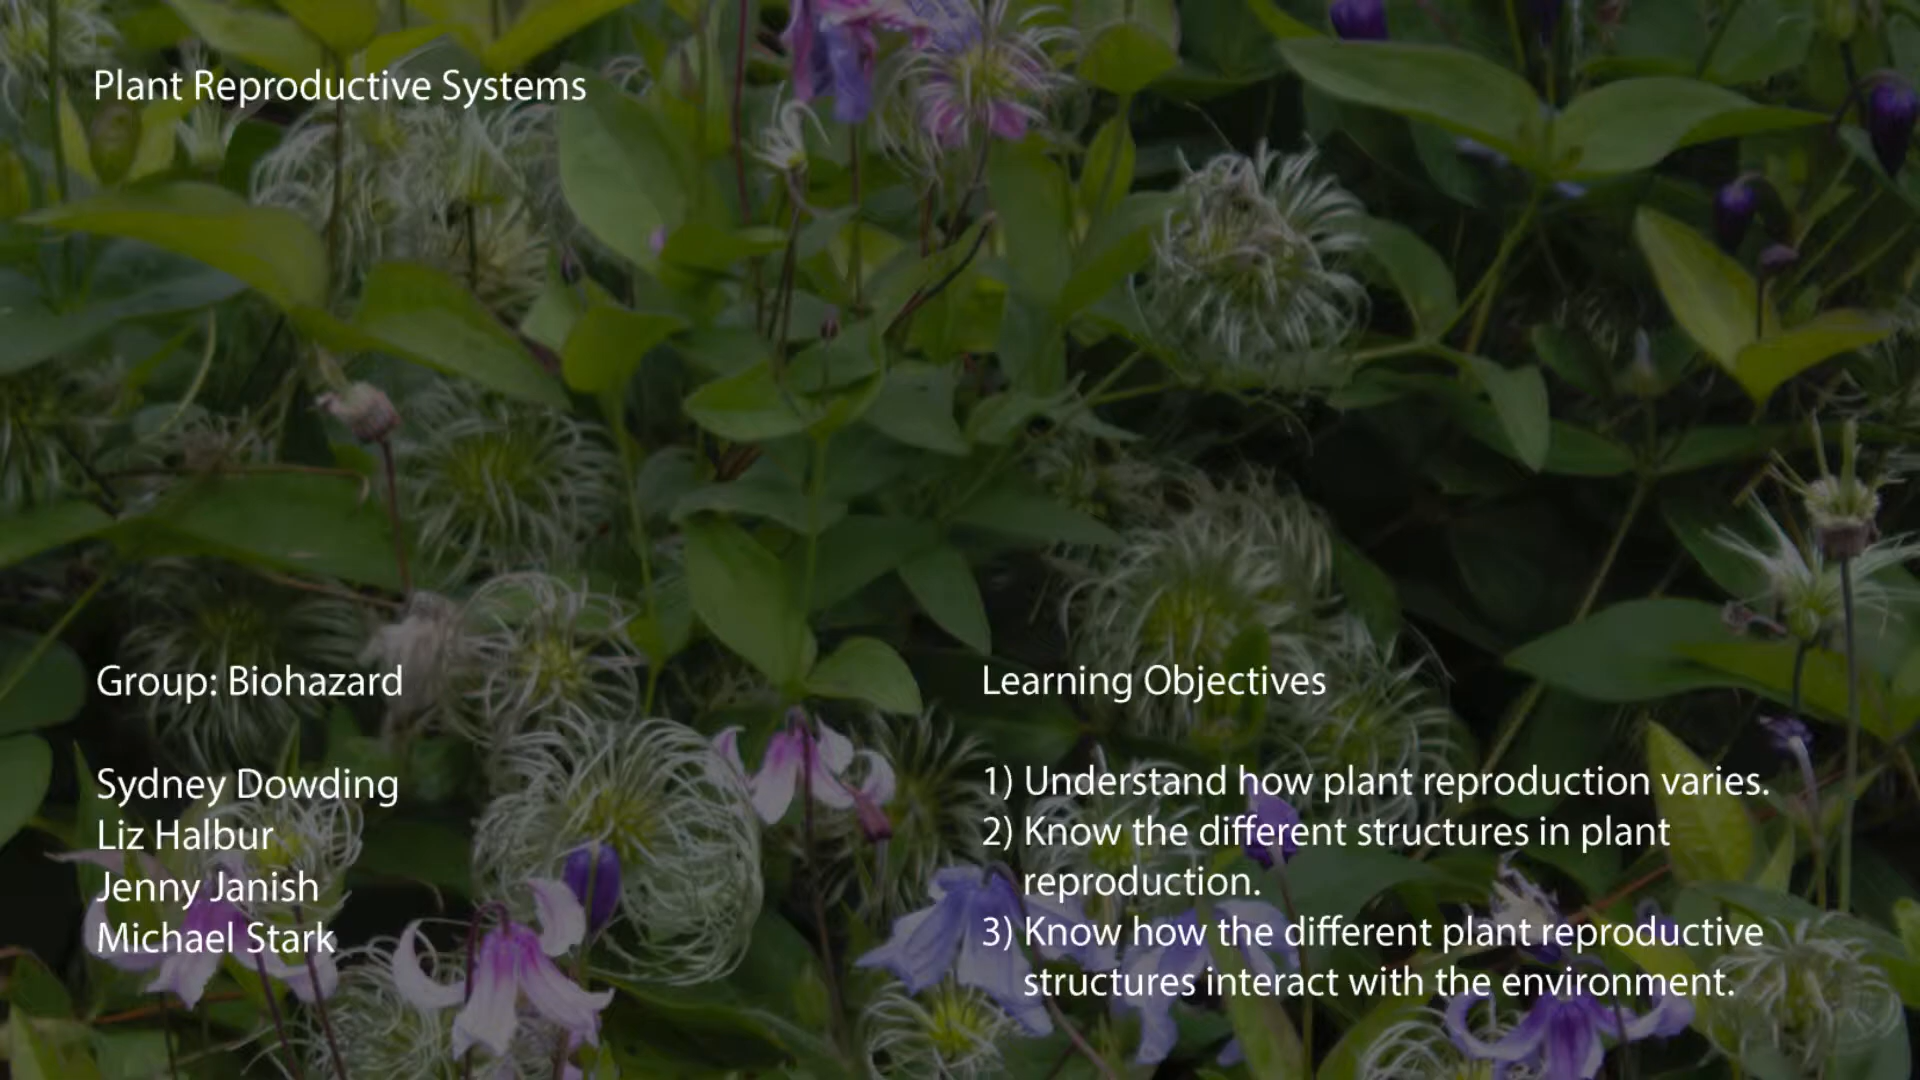 Plant Reproductive Systems
Group: Biohazard
Sydney Dowding
Liz Halbur
Jenny Janish
Michael Stark
Learning Objectives
1) Understand how plant reproduction varies.
2) Know the different structures in plant
reproduction.
3) Know how the different plant reproductive
structures interact with the environment.